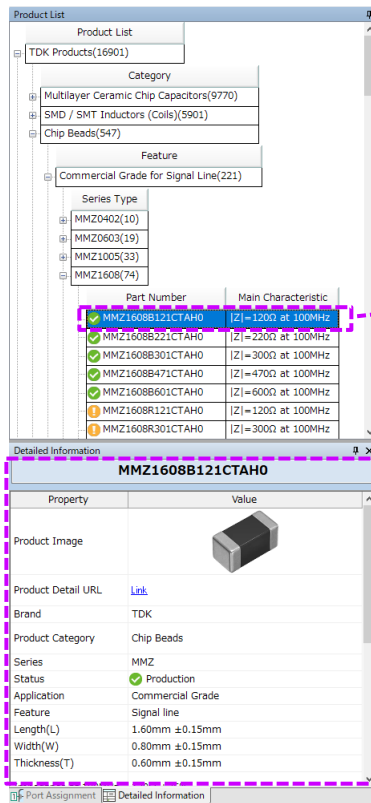 Product List
Product List
TDK Products(16901)
Category
Multilayer Ceramic Chip Capacitors(9770)
SMD / SMT Inductors (Coils)(5901)
Chip Beads(547)
Feature
Commercial Grade for Signal Line(221)
Series Type
MMZ0402(10)
MMZ0603(19)
MMZ1005(33)
MMZ1608(74)
Part Number Main Characteristic
MMZ1608B121CTAH0 |Z|=120Ω at 100MHz
MMZ1608B221CTAH0 |Z|=220Ω at 100MHz
MMZ1608B301CTAH0 |Z|=300Ω at 100MHz
MMZ1608B471CTAH0 |Z|=470Ω at 100MHz
MMZ1608B601CTAH0 |Z|=600Ω at 100MHz
MMZ1608R121CTAH0 |Z|=120Ω at 100MHz
MMZ1608R301CTAH0 |Z|=300Ω at 100MHz
Detailed Information
MMZ1608B121CTAH0
Property Value
Product Image
Product Detail URL Link
Brand TDK
Product Category Chip Beads
Series MMZ
Status Production
Application Commercial Grade
Feature Signal line
Length(L) 1.60mm ±0.15mm
Width(W) 0.80mm ±0.15mm
Thickness(T) 0.60mm ±0.15mm
Port Assignment Detailed Information